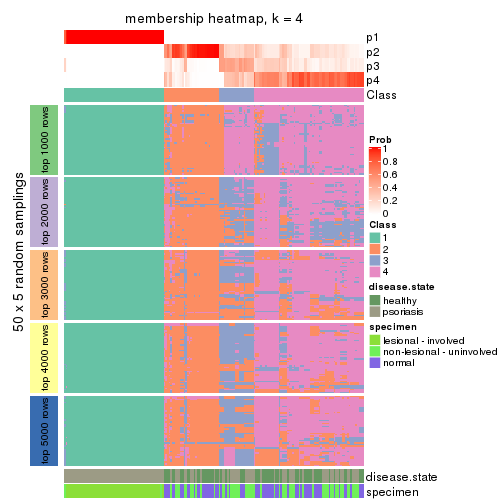 membership heatmap, k = 4
p1
p2
p3
p4
Class
50 x 5 random samplings
top 1000 rows
top 2000 rows
top 3000 rows
top 4000 rows
top 5000 rows
disease.state
specimen
Prob
1
0.8
0.6
0.4
0.2
0
Class
1
2
3
4
disease.state
healthy
psoriasis
specimen
lesional - involved
non-lesional - uninvolved
normal